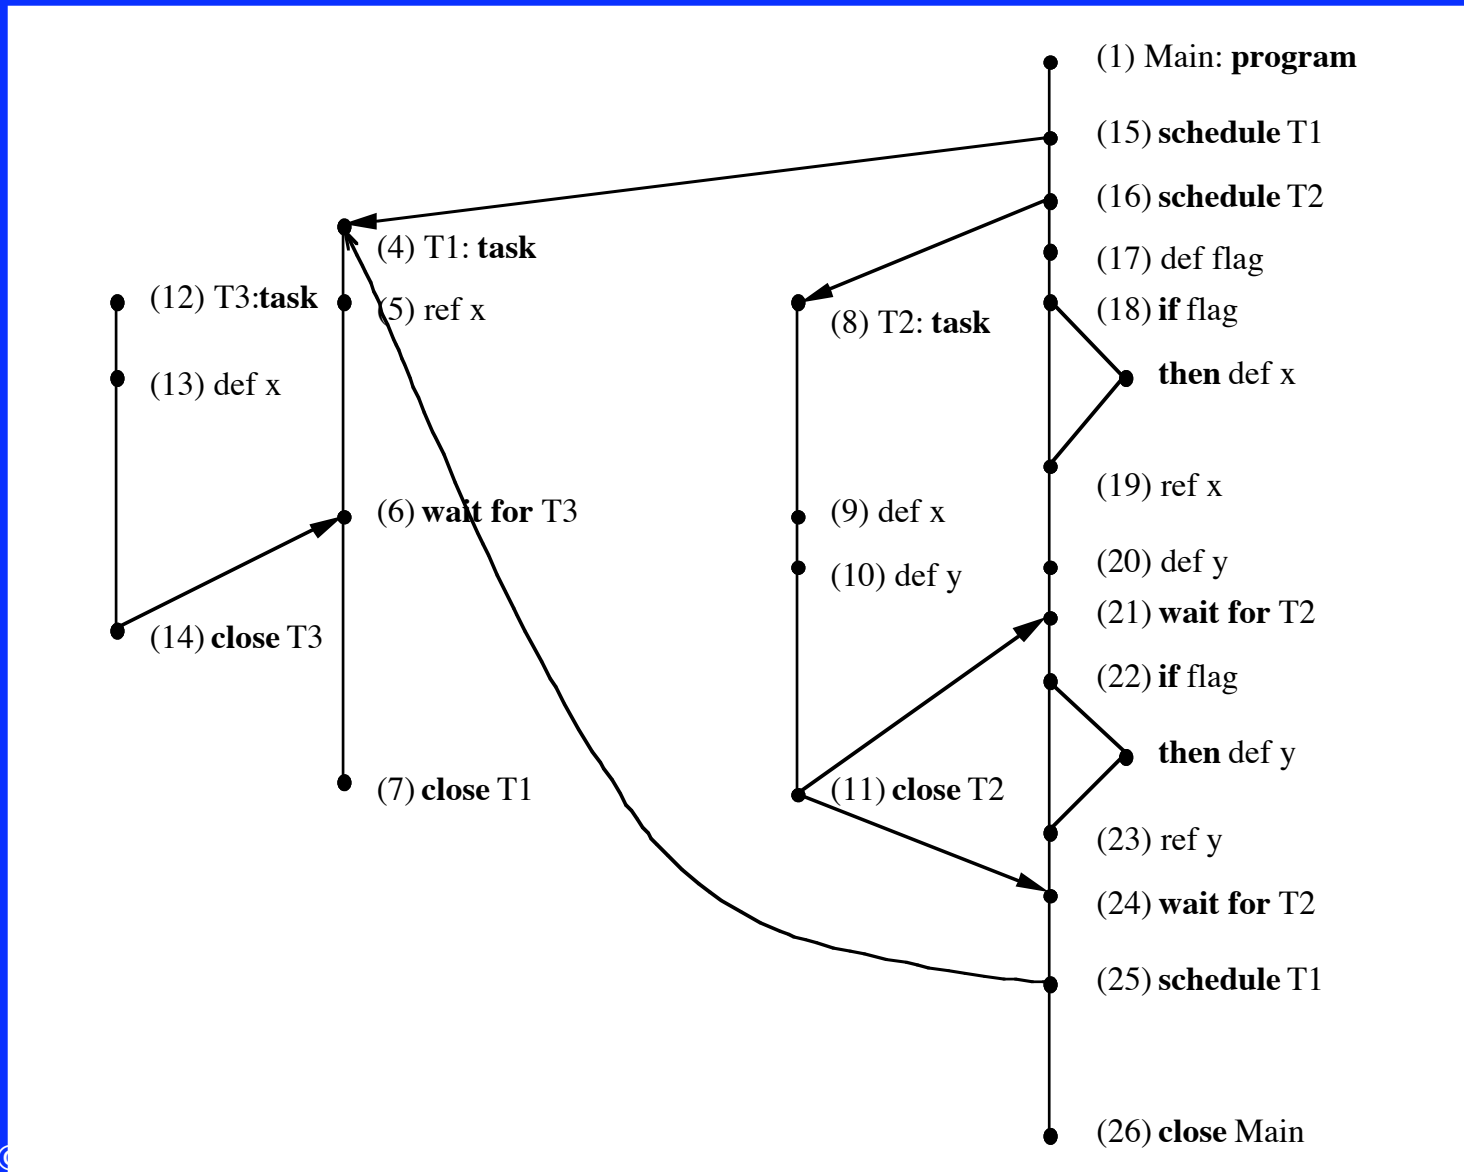 (1) Main: program
(15) schedule T1
(16) schedule T2
(4) T1: task
(17) def flag
(12) T3:task
(5) ref x
(8) T2: task
(18) if flag
then def x
(13) def x
(19) ref x
(6) wait for T3
(9) def x
(20) def y
(10) def y
(21) wait for T2
(14) close T3
(22) if flag
then def y
(7) close T1
(11) close T2
(23) ref y
(24) wait for T2
(25) schedule T1
(26) close Main